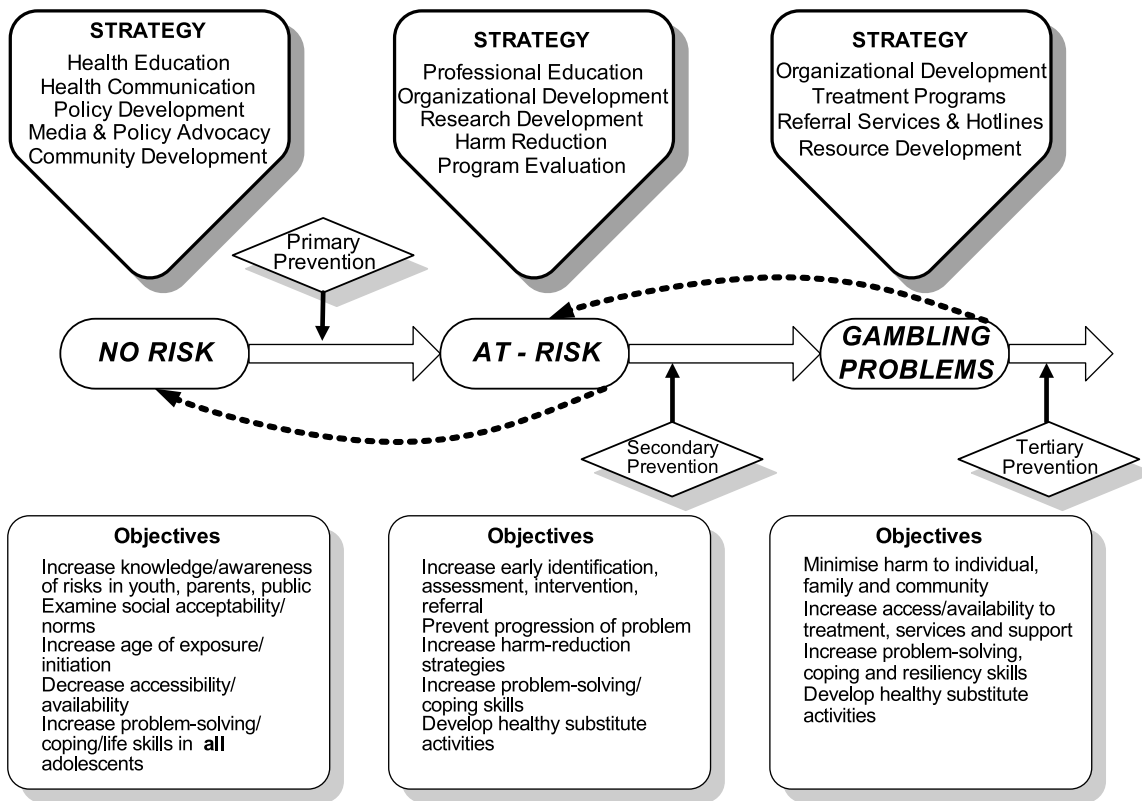 STRATEGY
Health Education
Health Communication
Policy Development
Media & Policy Advocacy
Community Development
STRATEGY
Professional Education
Organizational Development
Research Development
Harm Reduction
Program Evaluation
STRATEGY
Organizational Development
Treatment Programs
Referral Services & Hotlines
Resource Development
Primary
Prevention
NO RISK
AT - RISK
GAMBLING
PROBLEMS
Secondary
Prevention
Tertiary
Prevention
Objectives
Increase knowledge/awareness
of risks in youth, parents, public
Examine social acceptability/
norms
Increase age of exposure/
initiation
Decrease accessibility/
availability
Increase problem-solving/
coping/life skills in all
adolescents
Objectives
Increase early identification,
assessment, intervention,
referral
Prevent progression of problem
Increase harm-reduction
strategies
Increase problem-solving/
coping skills
Develop healthy substitute
activities
Objectives
Minimise harm to individual,
family and community
Increase access/availability to
treatment, services and support
Increase problem-solving,
coping and resiliency skills
Develop healthy substitute
activities